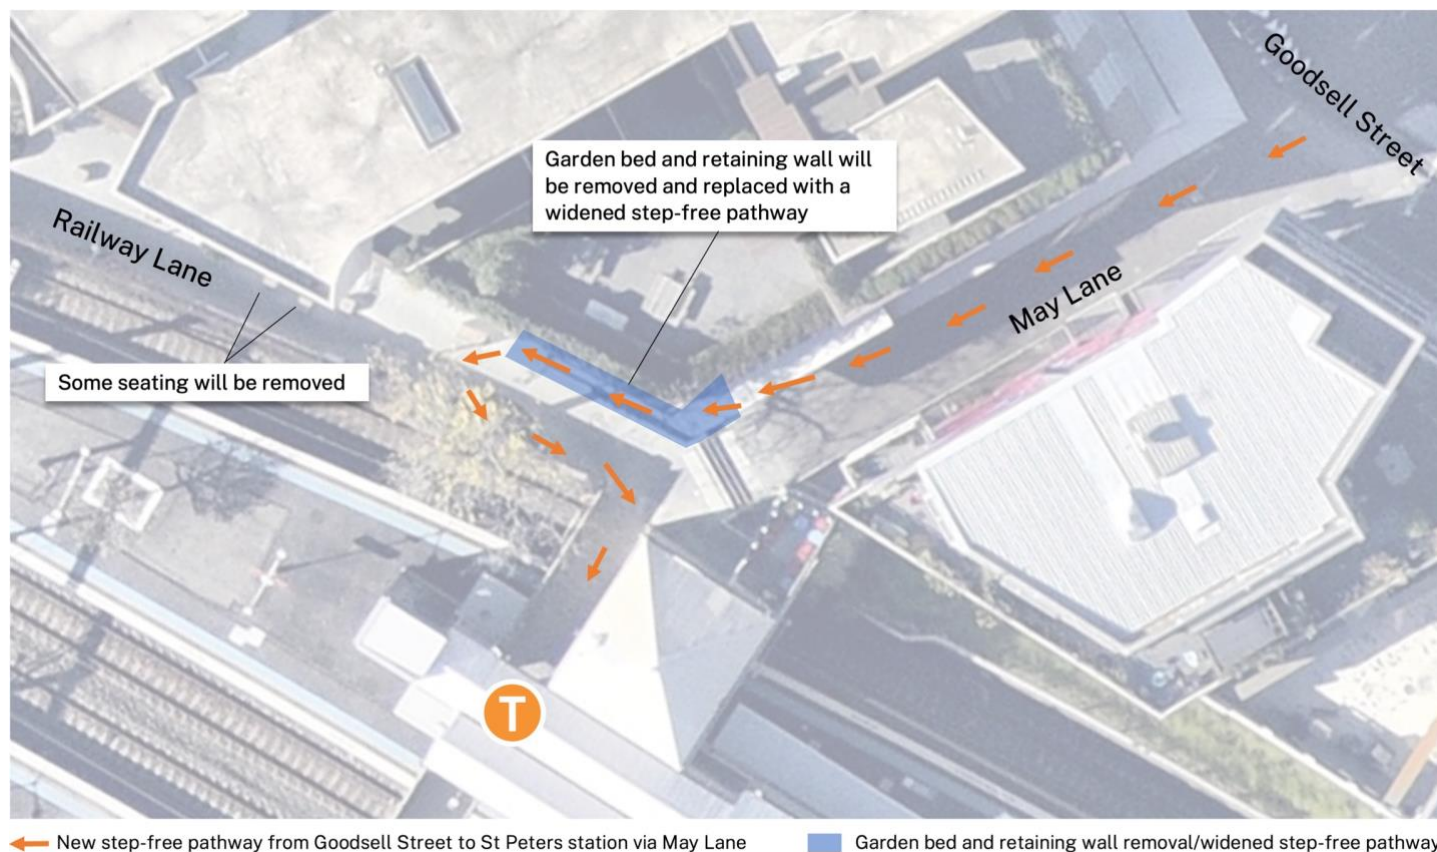 Goodsell Street
Garden bed and retaining wall will
be removed and replaced with a
widened step-free pathway
Railway Lane
May Lane
Some seating will be removed
T
New step-free pathway from Goodsell Street to St Peters station via May Lane
Garden bed and retaining wall removal/widened step-free pathway